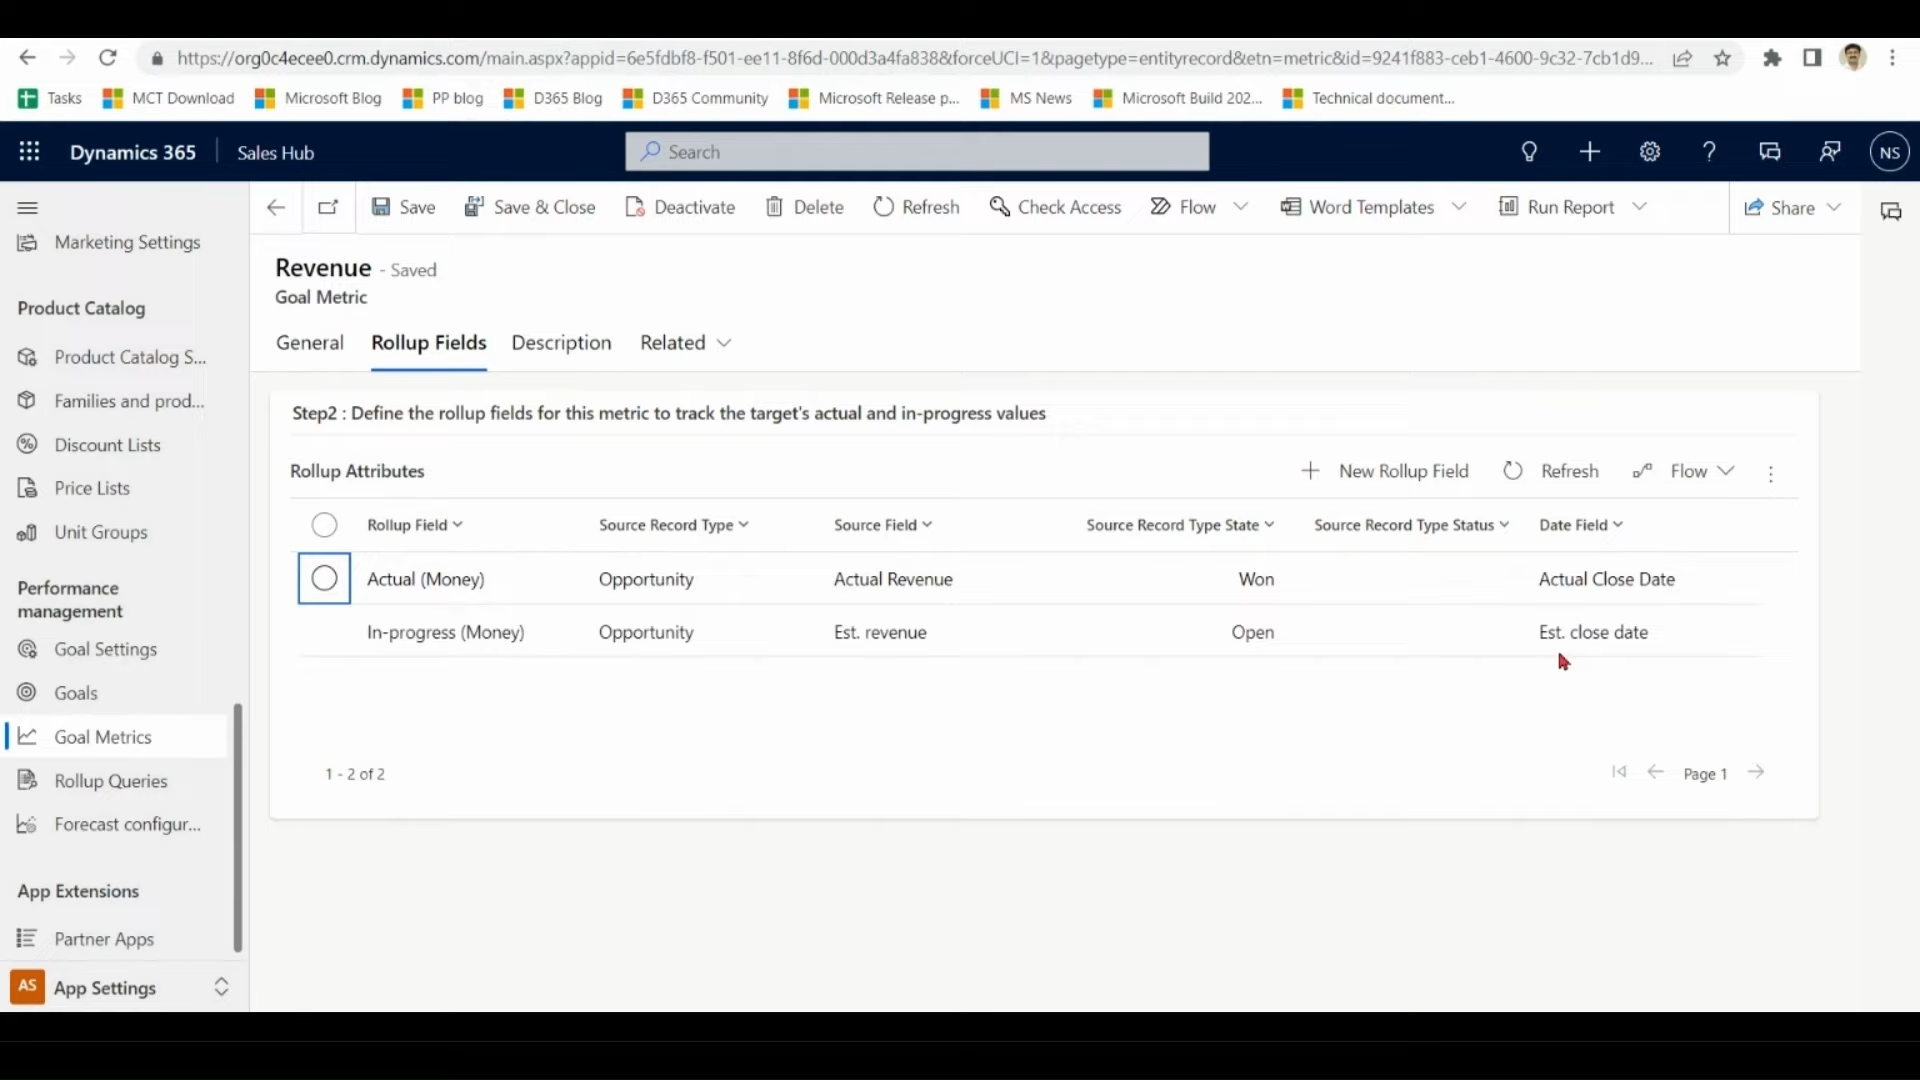 https://org0c4ecee0.crm.dynamics.com/main.aspx?appid=6e5fdbf8-f501-ee11-8f6d-000d3a4fa838&forceUCI=1&pagetype=entityrecord&etn=metric&id=9241f883-ceb1-4600-9c32-7cb1d9...
Tasks MCT Download Microsoft Blog PP blog D365 Blog D365 Community Microsoft Release p... MS News Microsoft Build 202... Technical document...
Dynamics 365 Sales Hub Search NS
Save Save & Close Deactivate Delete Refresh Check Access Flow Word Templates Run Report Share
Marketing Settings
Product Catalog
Product Catalog S...
Families and prod...
Discount Lists
Price Lists
Unit Groups
Performance
management
Goal Settings
Goals
Goal Metrics
Rollup Queries
Forecast configur...
App Extensions
Partner Apps
AS App Settings
Revenue - Saved
Goal Metric
General Rollup Fields Description Related
Step2 : Define the rollup fields for this metric to track the target's actual and in-progress values
Rollup Attributes New Rollup Field Refresh Flow
Rollup Field Source Record Type Source Field Source Record Type State Source Record Type Status Date Field
Actual (Money) Opportunity Actual Revenue Won Actual Close Date
In-progress (Money) Opportunity Est. revenue Open Est. close date
1 - 2 of 2 Page 1